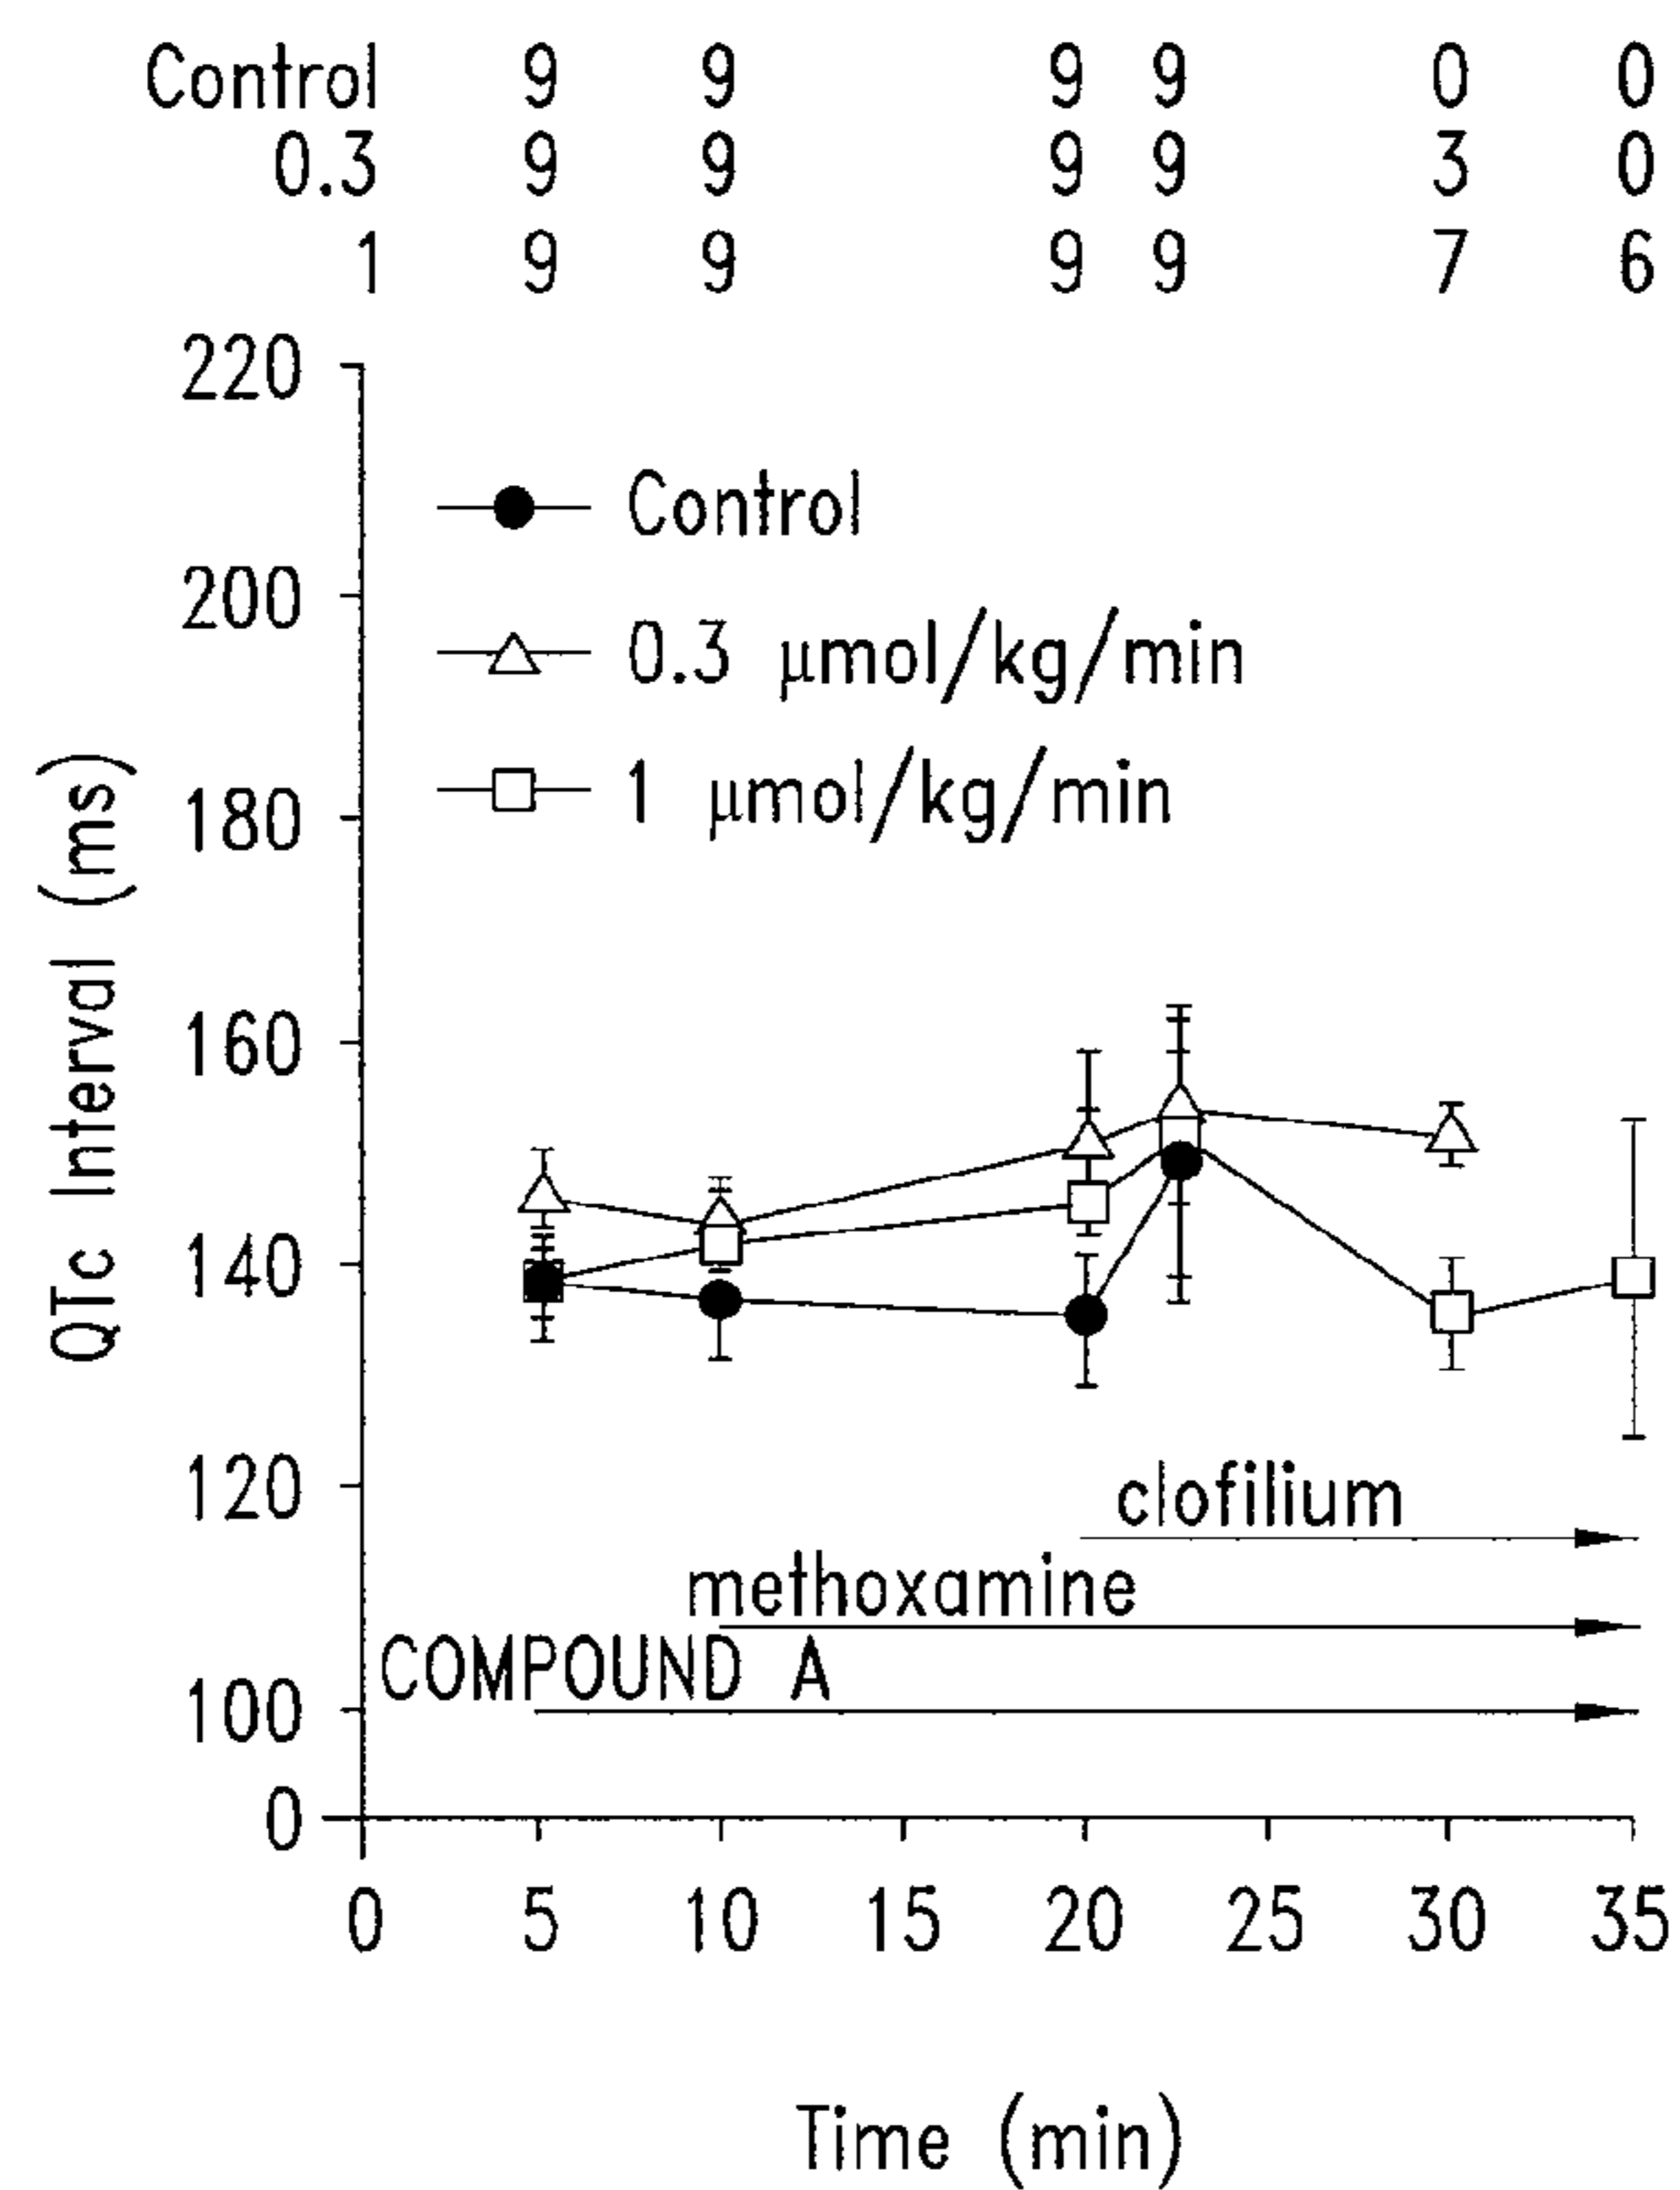 Control 9 9 9 9 0 0
0.3 9 9 9 9 3 0
1 9 9 9 9 7 6
220
Control
200
0.3 μmol/kg/min
180
1 μmol/kg/min
QTc Interval (ms)
160
140
120
clofilium
methoxamine
COMPOUND A
100
0
0 5 10 15 20 25 30 35
Time (min)